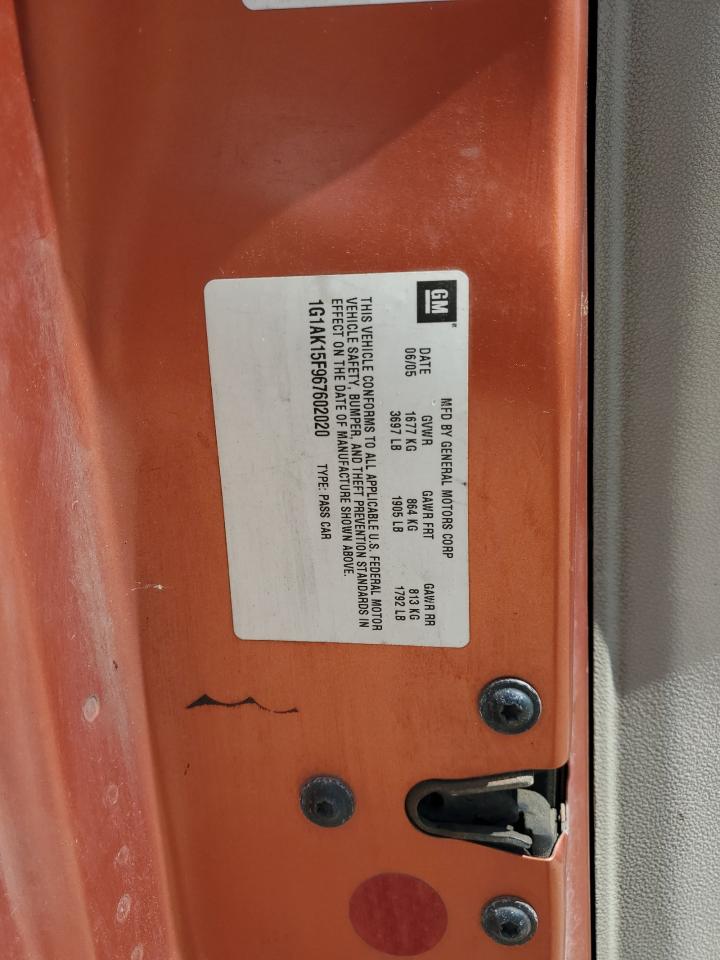 GM
MFD BY GENERAL MOTORS CORP
DATE GVWR GAWR FRT GAWR RR
06/05 1677 KG 864 KG 813 KG
3697 LB 1905 LB 1792 LB
THIS VEHICLE CONFORMS TO ALL APPLICABLE U.S. FEDERAL MOTOR
VEHICLE SAFETY, BUMPER, AND THEFT PREVENTION STANDARDS IN
EFFECT ON THE DATE OF MANUFACTURE SHOWN ABOVE.
1G1AK15F967602020 TYPE: PASS CAR